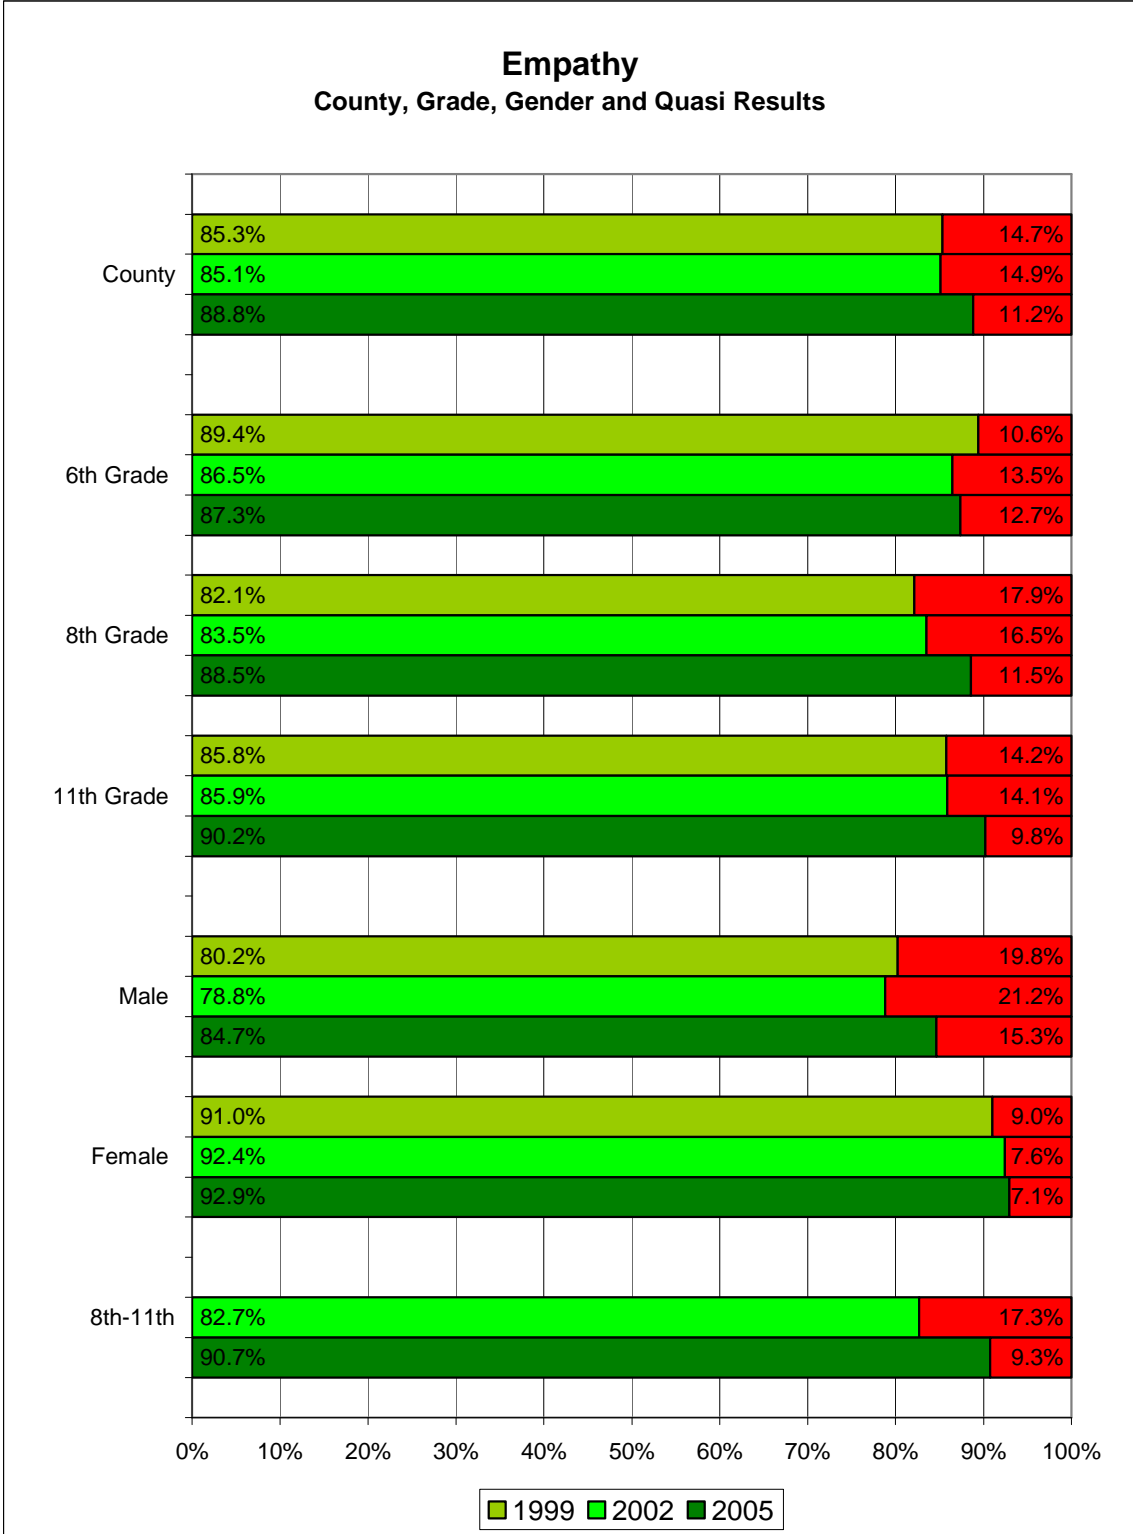 Empathy
County, Grade, Gender and Quasi Results
85.3% 14.7%
County 85.1% 14.9%
88.8% 11.2%
89.4% 10.6%
6th Grade 86.5% 13.5%
87.3% 12.7%
82.1% 17.9%
8th Grade 83.5% 16.5%
88.5% 11.5%
85.8% 14.2%
11th Grade 85.9% 14.1%
90.2% 9.8%
80.2% 19.8%
Male 78.8% 21.2%
84.7% 15.3%
91.0% 9.0%
Female 92.4% 7.6%
92.9% 7.1%
8th-11th 82.7% 17.3%
90.7% 9.3%
0% 10% 20% 30% 40% 50% 60% 70% 80% 90% 100%
1999 2002 2005